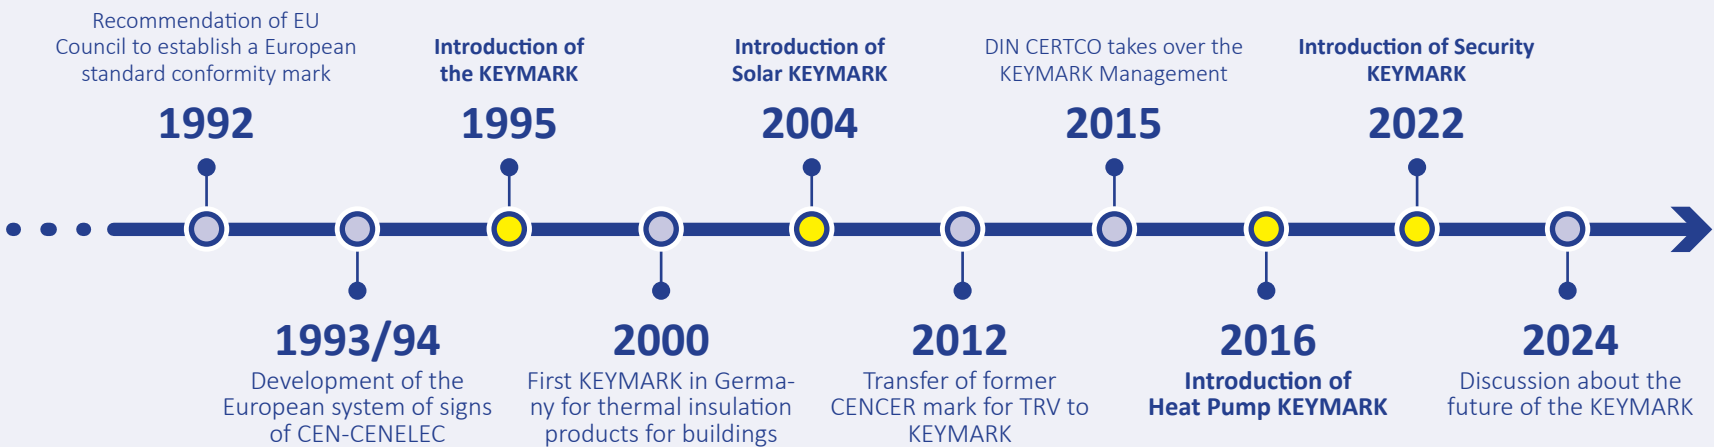 Recommendation of EU
Council to establish a European
standard conformity mark
1992
Introduction of
the KEYMARK
1995
Introduction of
Solar KEYMARK
2004
DIN CERTCO takes over the
KEYMARK Management
2015
Introduction of Security
KEYMARK
2022
1993/94
Development of the
European system of signs
of CEN-CENELEC
2000
First KEYMARK in Germa-
ny for thermal insulation
products for buildings
2012
Transfer of former
CENCER mark for TRV to
KEYMARK
2016
Introduction of
Heat Pump KEYMARK
2024
Discussion about the
future of the KEYMARK